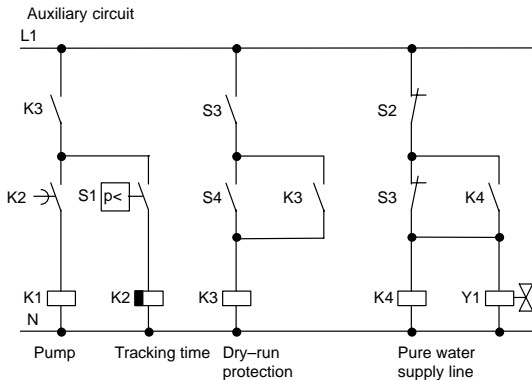 Auxiliary circuit
L1
K3 S3 S2
K2 S1 p< S4 K3 S3 K4
K1 K2 K3 K4 Y1
N
Pump Tracking time Dry–run Pure water
protection supply line